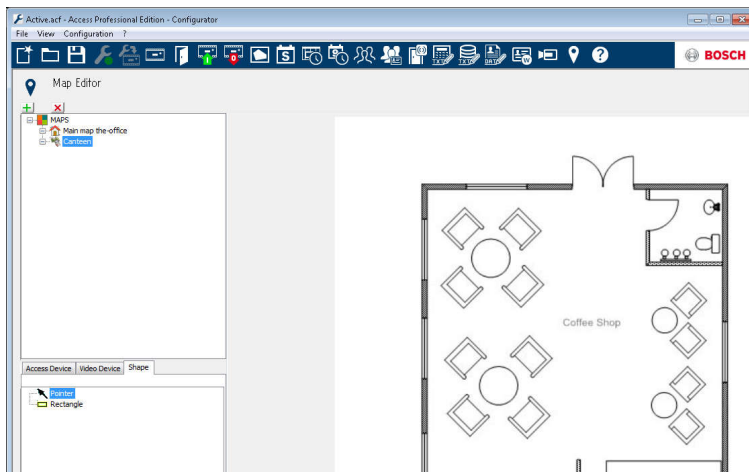 Active.acf - Access Professional Edition - Configurator
File View Configuration ?
BOSCH
Map Editor
MAPS
Main map the-office
Canteen
Coffee Shop
Access Device Video Device Shape
Pointer
Rectangle